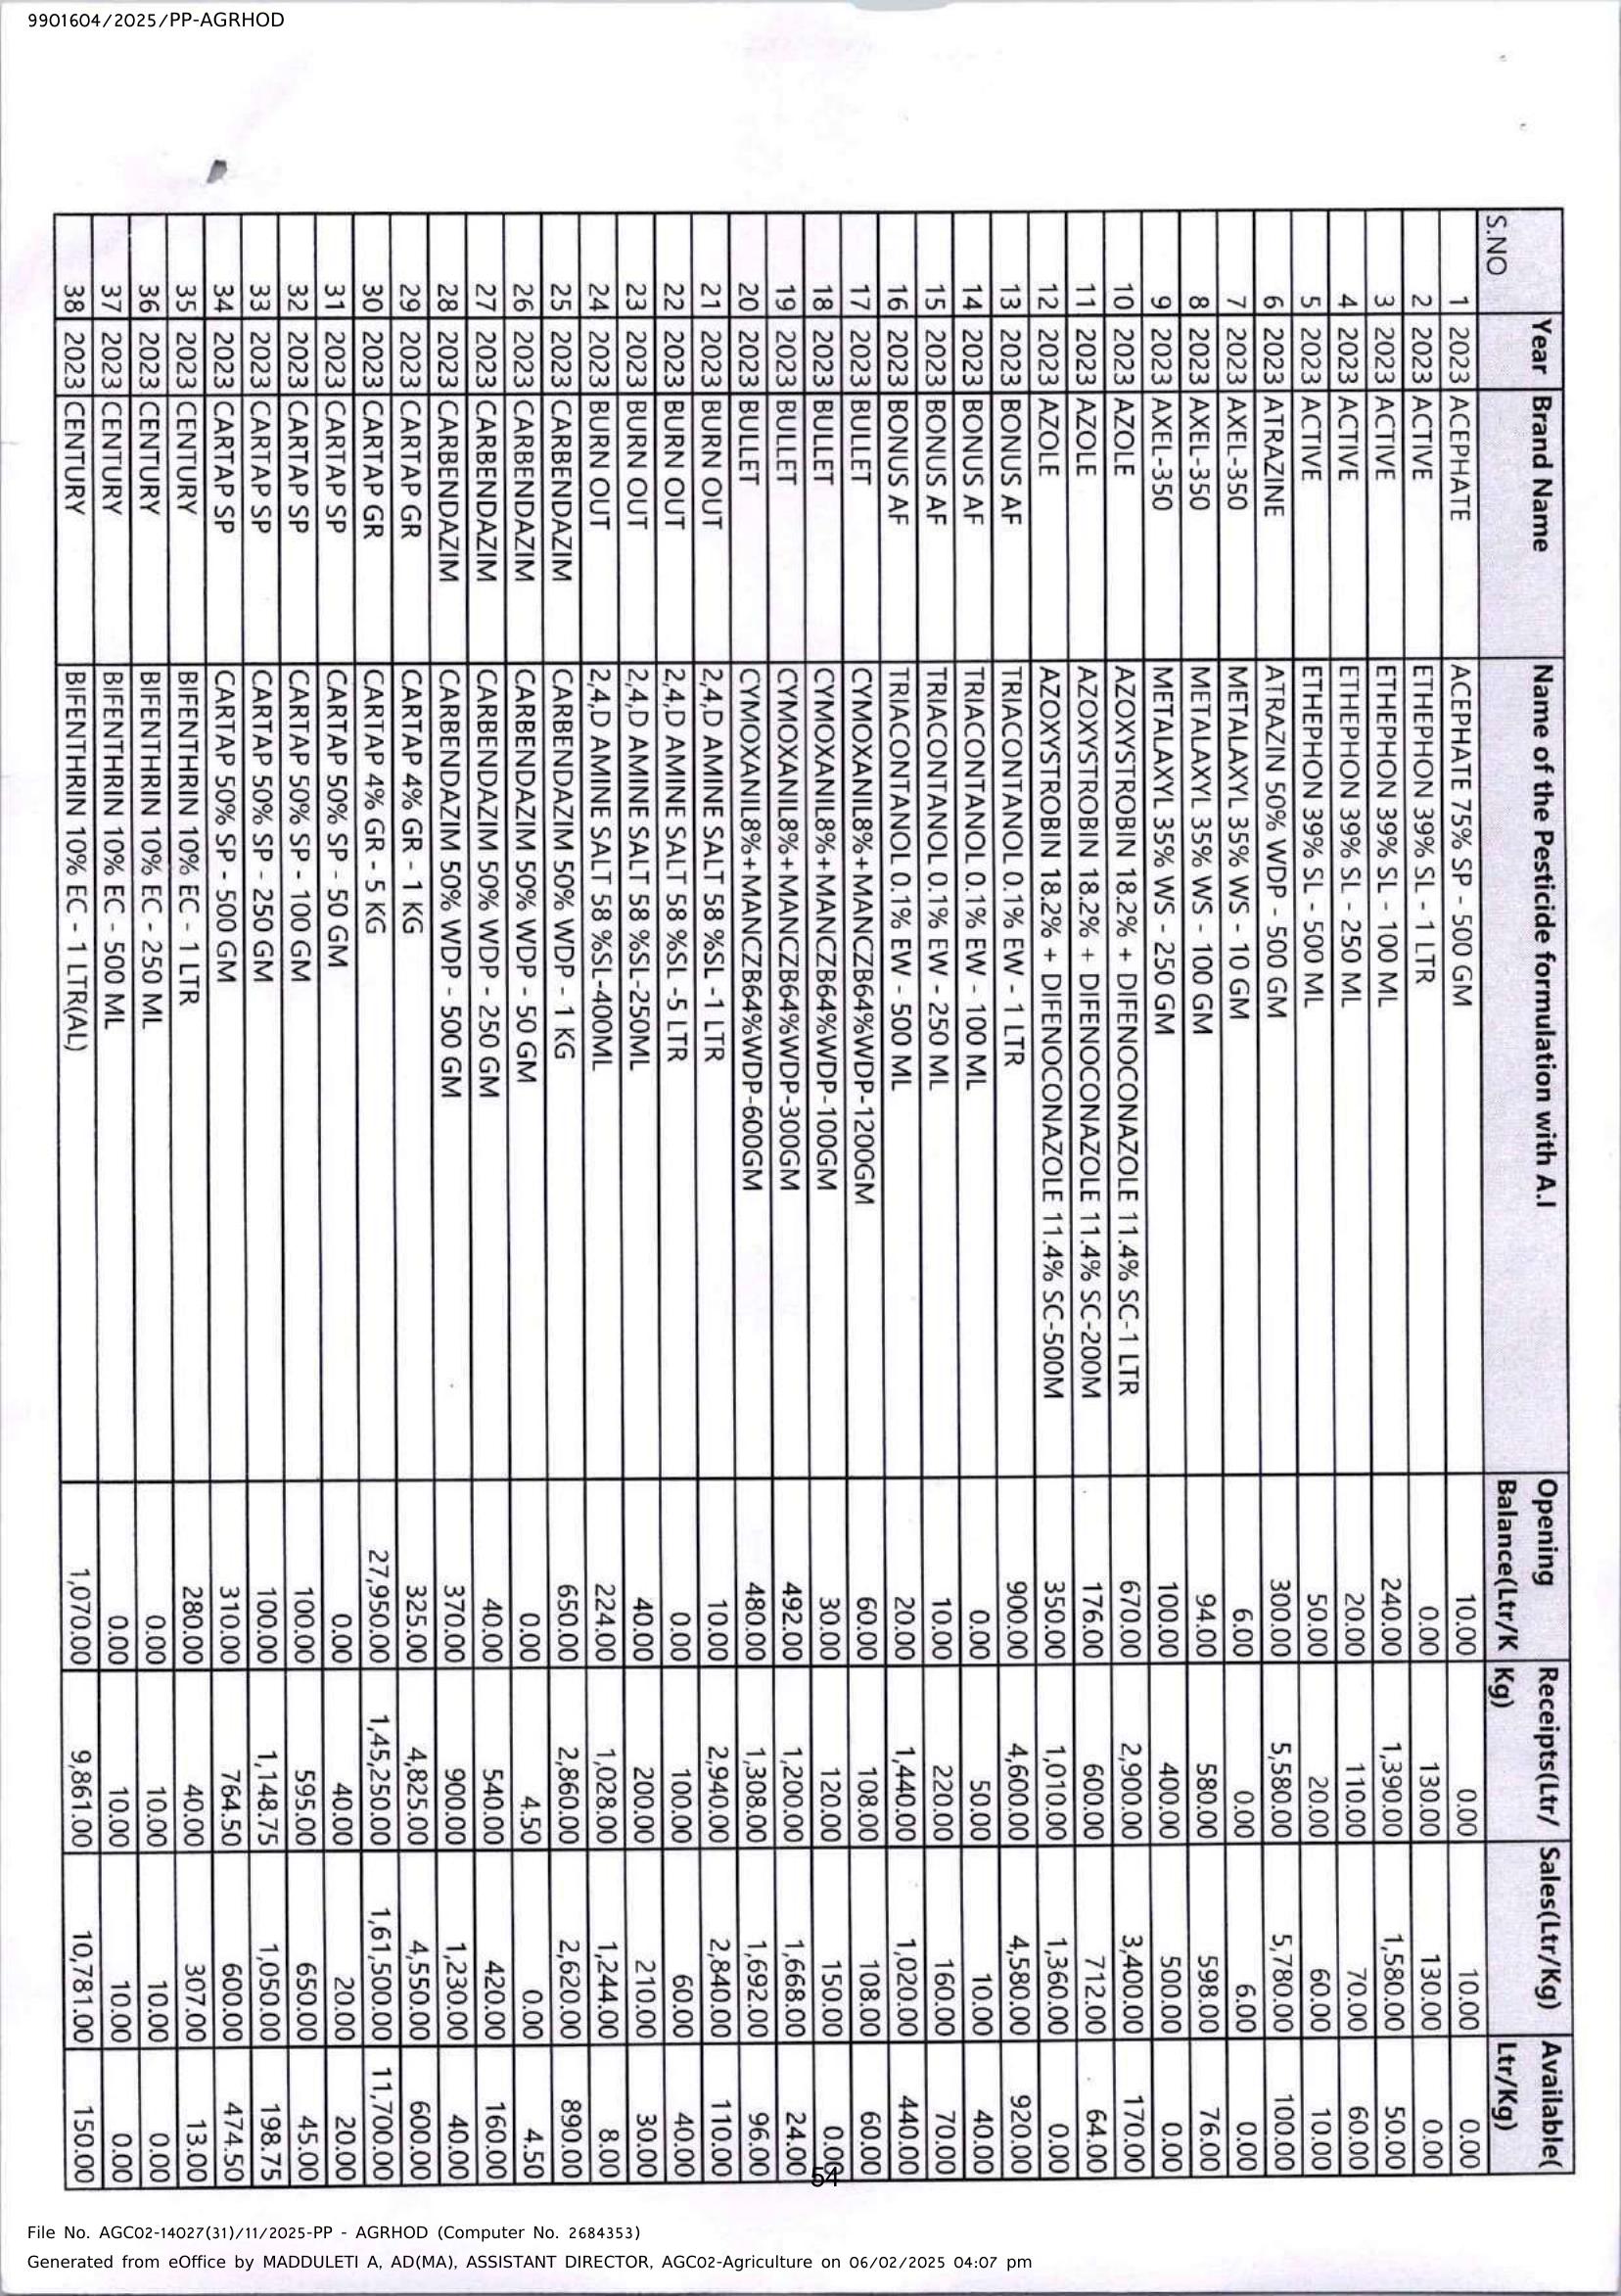 9901604/2025/PP-AGRHOD
S.NO Year Brand Name Name of the Pesticide formulation with A.I Opening Balance(Ltr/K Receipts(Ltr/ Kg) Sales(Ltr/Kg) Available( Ltr/Kg)
1 2023 ACEPHATE ACEPHATE 75% SP - 500 GM 10.00 0.00 10.00 0.00
2 2023 ACTIVE ETHEPHON 39% SL - 1 LTR 0.00 130.00 130.00 0.00
3 2023 ACTIVE ETHEPHON 39% SL - 100 ML 240.00 1,390.00 1,580.00 50.00
4 2023 ACTIVE ETHEPHON 39% SL - 250 ML 20.00 110.00 70.00 60.00
5 2023 ACTIVE ETHEPHON 39% SL - 500 ML 50.00 20.00 60.00 10.00
6 2023 ATRAZINE ATRAZIN 50% WDP - 500 GM 300.00 5,580.00 5,780.00 100.00
7 2023 AXEL-350 METALAXYL 35% WS - 10 GM 6.00 0.00 6.00 0.00
8 2023 AXEL-350 METALAXYL 35% WS - 100 GM 94.00 580.00 598.00 76.00
9 2023 AXEL-350 METALAXYL 35% WS - 250 GM 100.00 400.00 500.00 0.00
10 2023 AZOLE AZOXYSTROBIN 18.2% + DIFENOCONAZOLE 11.4% SC-1 LTR 670.00 2,900.00 3,400.00 170.00
11 2023 AZOLE AZOXYSTROBIN 18.2% + DIFENOCONAZOLE 11.4% SC-200M 176.00 600.00 712.00 64.00
12 2023 AZOLE AZOXYSTROBIN 18.2% + DIFENOCONAZOLE 11.4% SC-500M 350.00 1,010.00 1,360.00 0.00
13 2023 BONUS AF TRIACONTANOL 0.1% EW - 1 LTR 900.00 4,600.00 4,580.00 920.00
14 2023 BONUS AF TRIACONTANOL 0.1% EW - 100 ML 0.00 50.00 10.00 40.00
15 2023 BONUS AF TRIACONTANOL 0.1% EW - 250 ML 10.00 220.00 160.00 70.00
16 2023 BONUS AF TRIACONTANOL 0.1% EW - 500 ML 20.00 1,440.00 1,020.00 440.00
17 2023 BULLET CYMOXANIL8%+MANCZB64%WDP-1200GM 60.00 108.00 108.00 60.00
18 2023 BULLET CYMOXANIL8%+MANCZB64%WDP-100GM 30.00 120.00 150.00 0.00
19 2023 BULLET CYMOXANIL8%+MANCZB64%WDP-300GM 492.00 1,200.00 1,668.00 24.00
20 2023 BULLET CYMOXANIL8%+MANCZB64%WDP-600GM 480.00 1,308.00 1,692.00 96.00
21 2023 BURN OUT 2,4,D AMINE SALT 58 %SL -1 LTR 10.00 2,940.00 2,840.00 110.00
22 2023 BURN OUT 2,4,D AMINE SALT 58 %SL -5 LTR 0.00 100.00 60.00 40.00
23 2023 BURN OUT 2,4,D AMINE SALT 58 %SL-250ML 40.00 200.00 210.00 30.00
24 2023 BURN OUT 2,4,D AMINE SALT 58 %SL-400ML 224.00 1,028.00 1,244.00 8.00
25 2023 CARBENDAZIM CARBENDAZIM 50% WDP - 1 KG 650.00 2,860.00 2,620.00 890.00
26 2023 CARBENDAZIM CARBENDAZIM 50% WDP - 50 GM 0.00 4.50 0.00 4.50
27 2023 CARBENDAZIM CARBENDAZIM 50% WDP - 250 GM 40.00 540.00 420.00 160.00
28 2023 CARBENDAZIM CARBENDAZIM 50% WDP - 500 GM 370.00 900.00 1,230.00 40.00
29 2023 CARTAP GR CARTAP 4% GR - 1 KG 325.00 4,825.00 4,550.00 600.00
30 2023 CARTAP GR CARTAP 4% GR - 5 KG 27,950.00 1,45,250.00 1,61,500.00 11,700.00
31 2023 CARTAP SP CARTAP 50% SP - 50 GM 0.00 40.00 20.00 20.00
32 2023 CARTAP SP CARTAP 50% SP - 100 GM 100.00 595.00 650.00 45.00
33 2023 CARTAP SP CARTAP 50% SP - 250 GM 100.00 1,148.75 1,050.00 198.75
34 2023 CARTAP SP CARTAP 50% SP - 500 GM 310.00 764.50 600.00 474.50
35 2023 CENTURY BIFENTHRIN 10% EC - 1 LTR 280.00 40.00 307.00 13.00
36 2023 CENTURY BIFENTHRIN 10% EC - 250 ML 0.00 10.00 10.00 0.00
37 2023 CENTURY BIFENTHRIN 10% EC - 500 ML 0.00 10.00 10.00 0.00
38 2023 CENTURY BIFENTHRIN 10% EC - 1 LTR(AL) 1,070.00 9,861.00 10,781.00 150.00
54
File No. AGC02-14027(31)/11/2025-PP - AGRHOD (Computer No. 2684353)
Generated from eOffice by MADDULETI A, AD(MA), ASSISTANT DIRECTOR, AGC02-Agriculture on 06/02/2025 04:07 pm